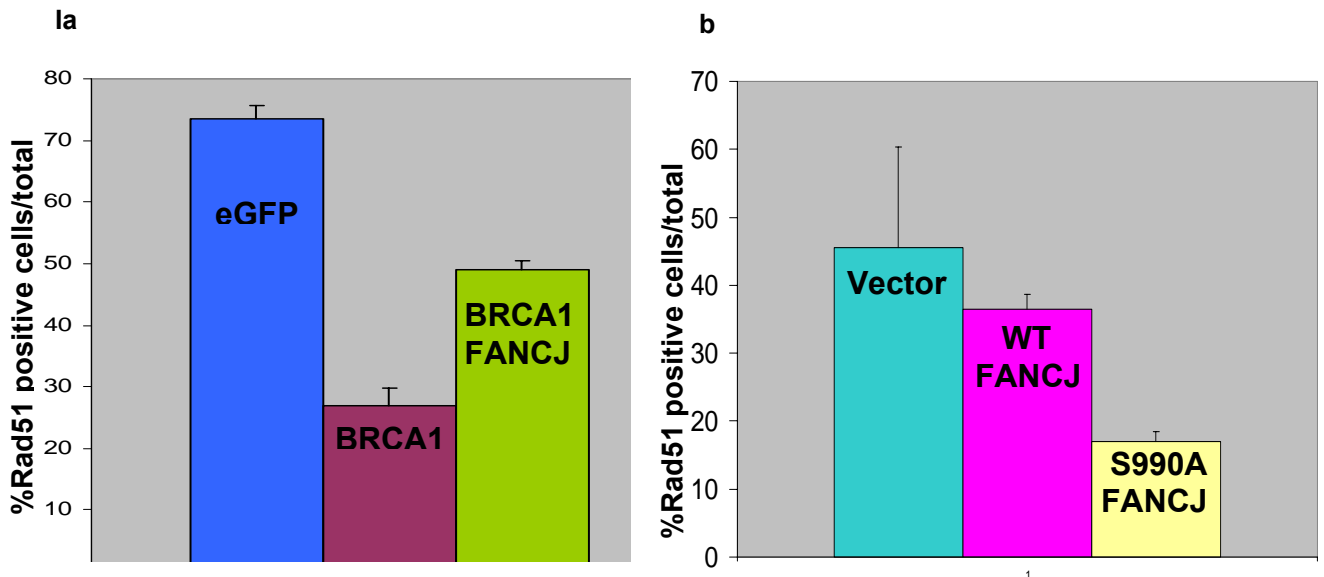 Ia
%Rad51 positive cells/total
80
70
60
50
40
30
20
10
eGFP
BRCA1
BRCA1
FANCJ
b
%Rad51 positive cells/total
70
60
50
40
30
20
10
0
Vector
WT
FANCJ
S990A
FANCJ
1